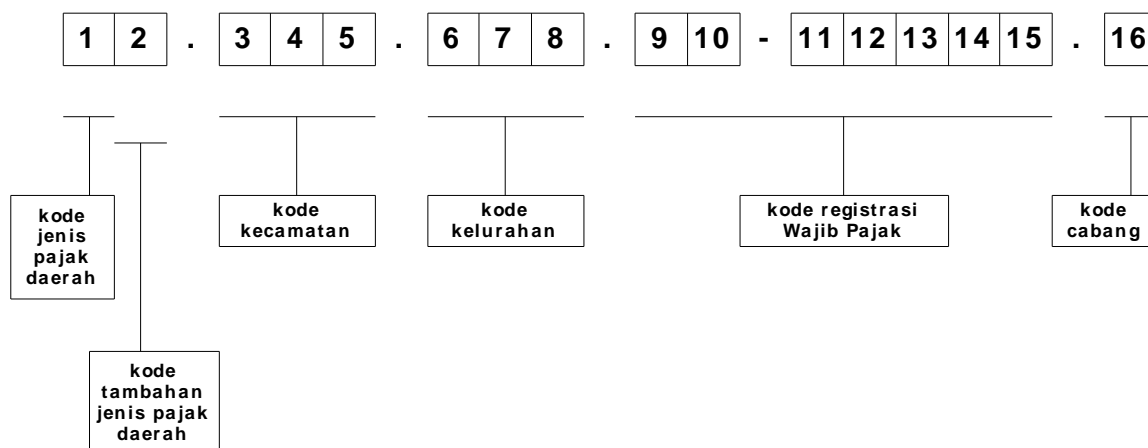 1 2 . 3 4 5 . 6 7 8 . 9 10 - 11 12 13 14 15 . 16
kode
jenis
pajak
daerah
kode
tambahan
jenis pajak
daerah
kode
kecamatan
kode
kelurahan
kode registrasi
Wajib Pajak
kode
cabang